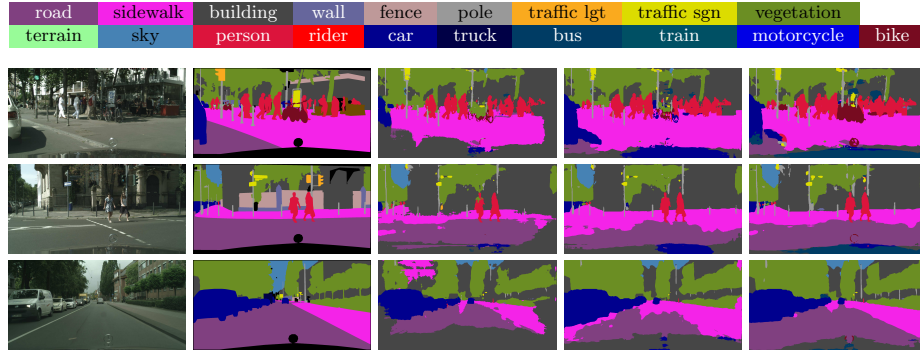 road sidewalk building wall fence pole traffic lgt traffic sgn vegetation
terrain sky person rider car truck bus train motorcycle bike